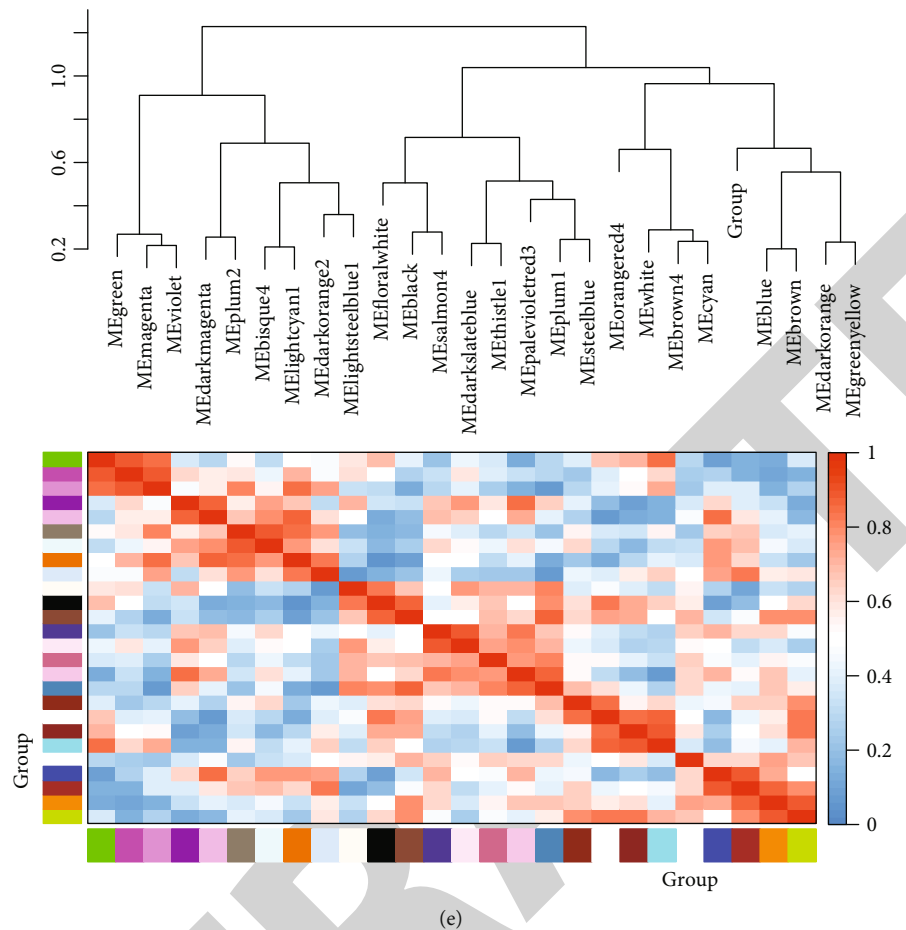 1.0
0.6
0.2
MEgreen
MEmagenta
MEviolet
MEdarkmagenta
MEplum2
MEbisque4
MElightcyan1
MEdarkorange2
MElightsteelblue1
MEfloralwhite
MEblack
MEsalmon4
MEdarkslateblue
MEthistle1
MEpalevioletred3
MEplum1
MEsteelblue
MEorangered4
MEwhite
MEbrown4
MEcyan
Group
MEblue
MEbrown
MEdarkorange
MEgreenyellow
1
0.8
0.6
0.4
0.2
0
Group
Group
(e)